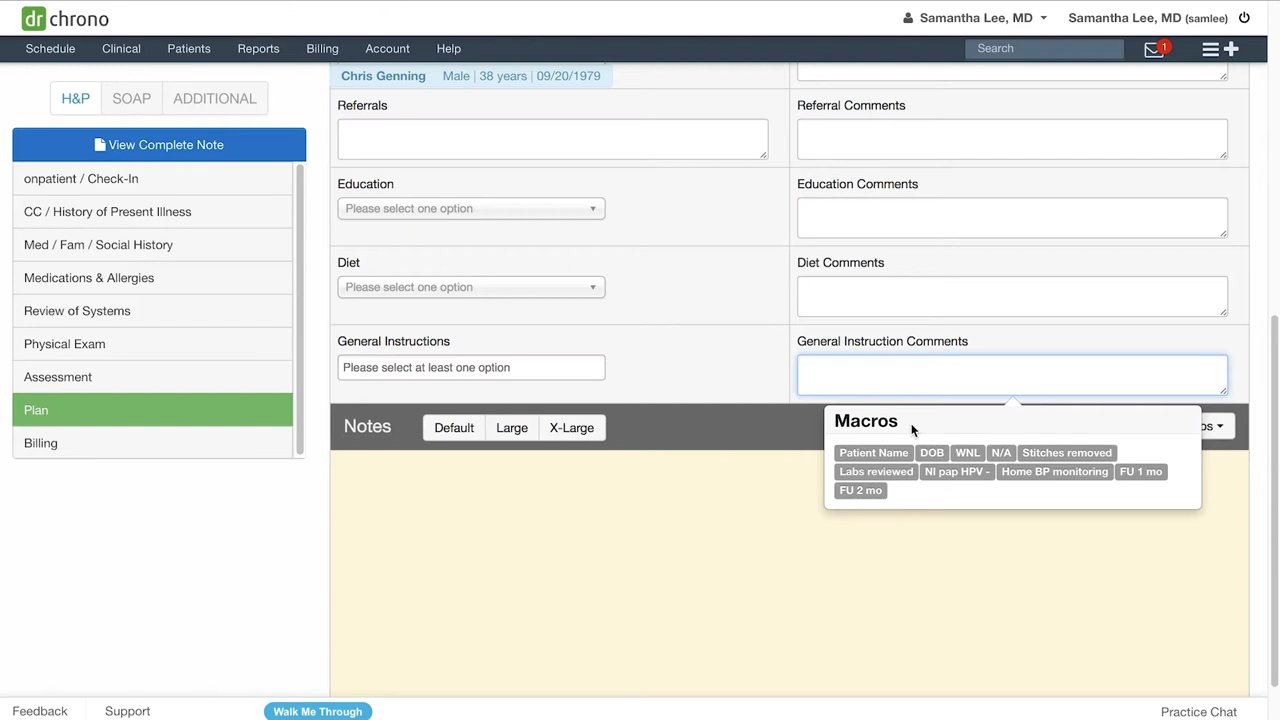 dr chrono
Samantha Lee, MD
Samantha Lee, MD (samlee)
Schedule Clinical Patients Reports Billing Account Help
Search
1
H&P SOAP ADDITIONAL
View Complete Note
onpatient / Check-In
CC / History of Present Illness
Med / Fam / Social History
Medications & Allergies
Review of Systems
Physical Exam
Assessment
Plan
Billing
Chris Genning Male | 38 years | 09/20/1979
Referrals
Referral Comments
Education
Please select one option
Education Comments
Diet
Please select one option
Diet Comments
General Instructions
Please select at least one option
General Instruction Comments
Notes
Default Large X-Large
Macros
Patient Name DOB WNL N/A Stitches removed
Labs reviewed Nl pap HPV - Home BP monitoring FU 1 mo
FU 2 mo
Feedback Support Walk Me Through Practice Chat